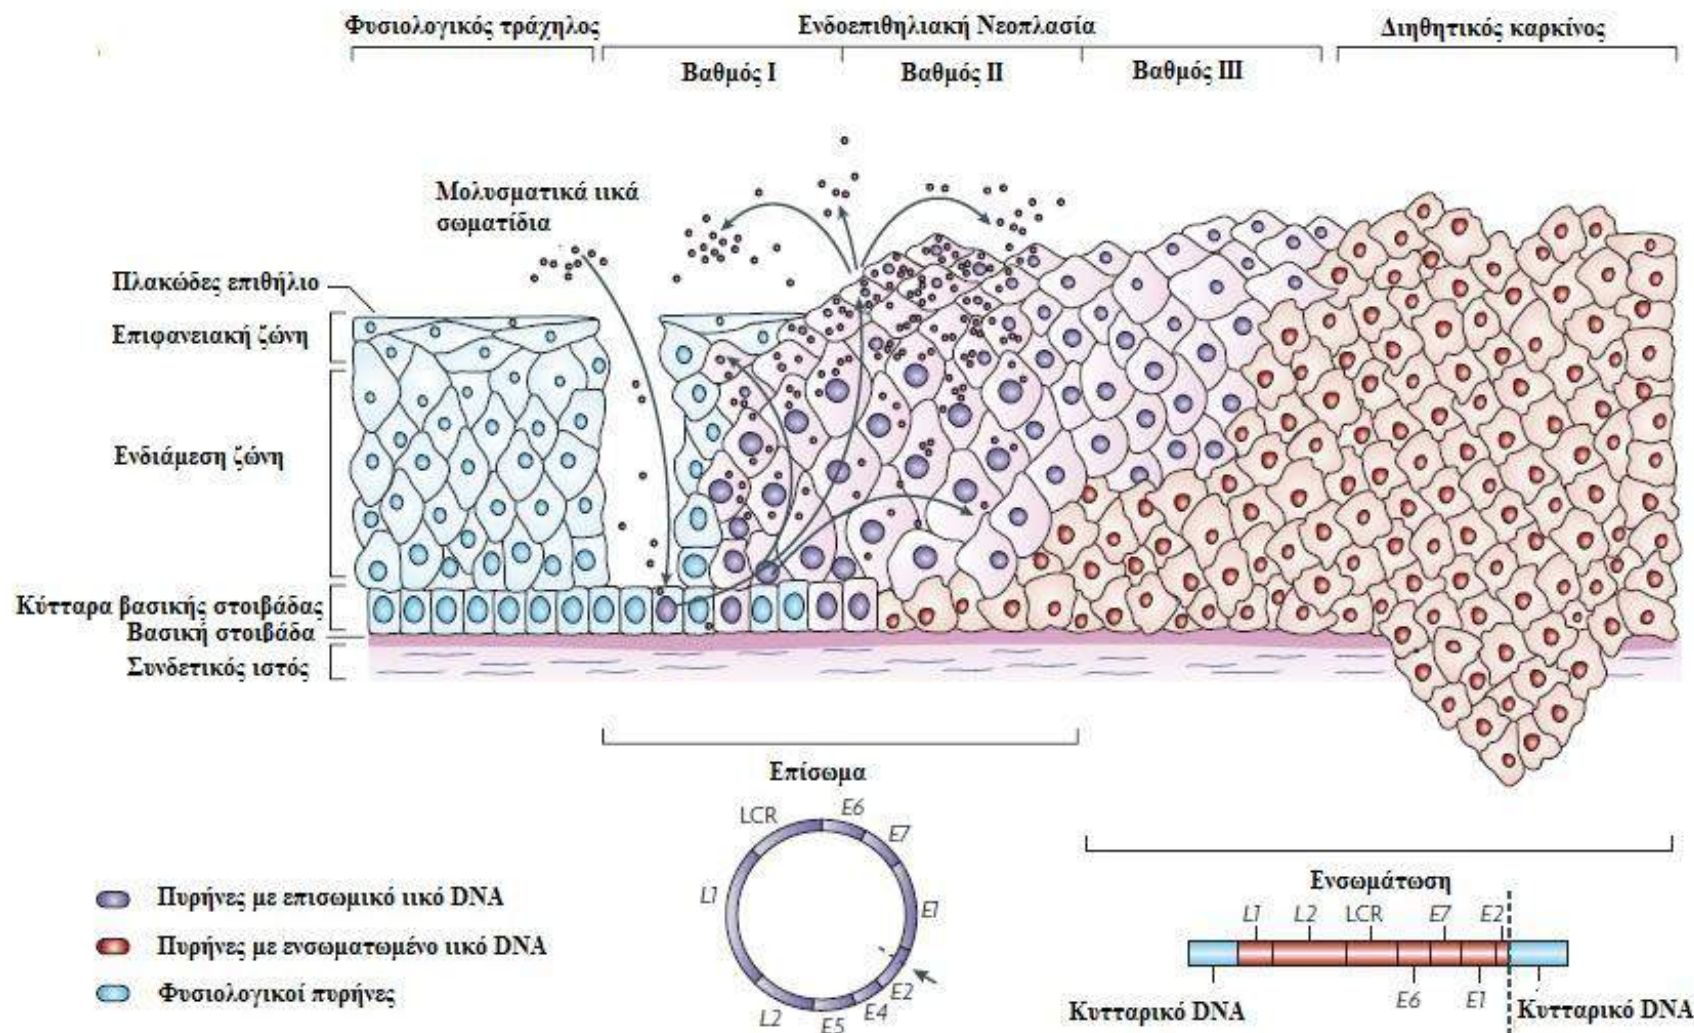 Φυσιολογικός τράχηλος
Ενδοεπιθηλιακή Νεοπλασία
Διηθητικός καρκίνος
Βαθμός Ι
Βαθμός ΙΙ
Βαθμός ΙΙΙ
Μολυσματικά ιικά
σωματίδια
Πλακώδες επιθήλιο
Επιφανειακή ζώνη
Ενδιάμεση ζώνη
Κύτταρα βασικής στοιβάδας
Βασική στοιβάδα
Συνδετικός ιστός
Επίσωμα
LCR
E6
E7
L1
E1
E2
E4
E5
L2
Πυρήνες με επισωμικό ιικό DNA
Πυρήνες με ενσωματωμένο ιικό DNA
Φυσιολογικοί πυρήνες
Ενσωμάτωση
L1 L2 LCR E7 E2
E6 E1
Κυτταρικό DNA
Κυτταρικό DNA